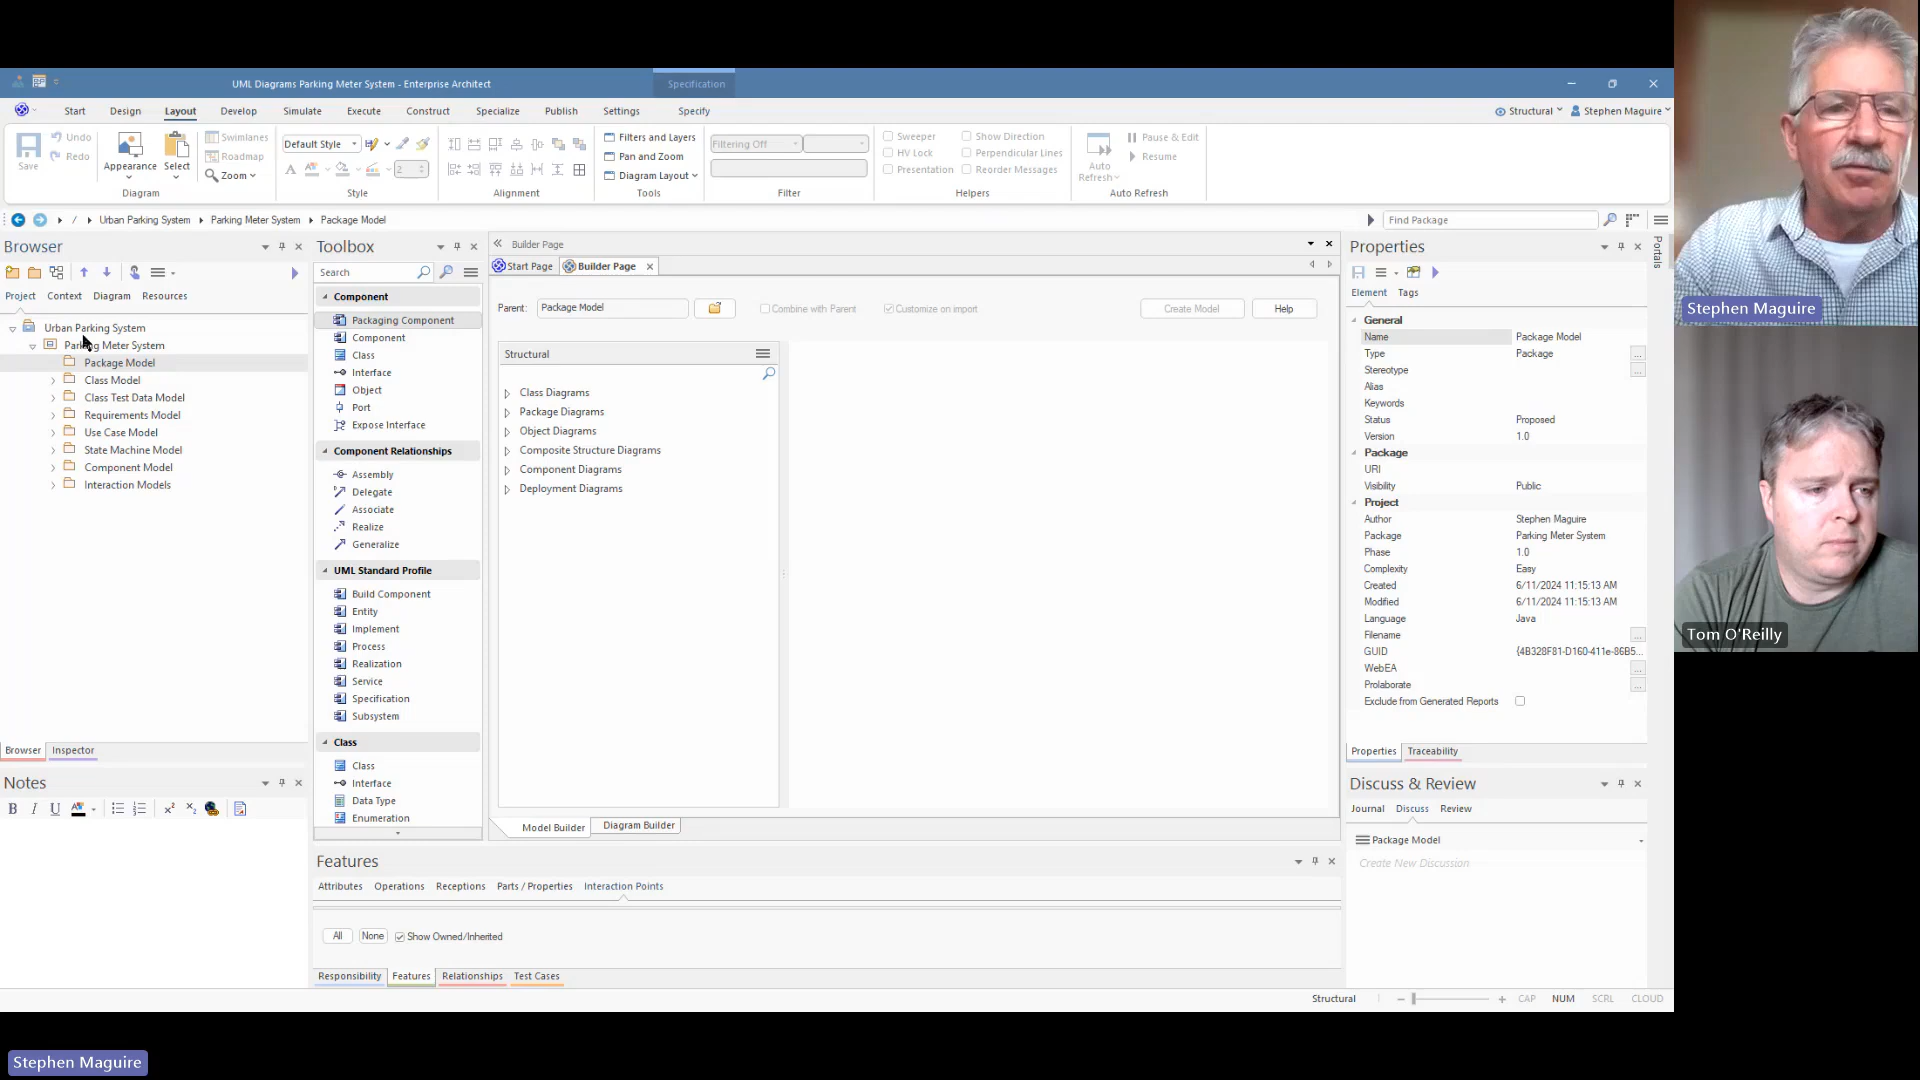 UML Diagrams Parking Meter System - Enterprise Architect
Specification
Start Design Layout Develop Simulate Execute Construct Specialize Publish Settings Specify
Structural Stephen Maguire
Save
Undo
Redo
Appearance
Select
Swimlanes
Roadmap
Zoom
Diagram
Default Style
2
Style
Alignment
Filters and Layers
Pan and Zoom
Diagram Layout
Tools
Filtering Off
Filter
Sweeper
HV Lock
Presentation
Show Direction
Perpendicular Lines
Reorder Messages
Helpers
Auto
Refresh
Pause & Edit
Resume
Auto Refresh
/ Urban Parking System Parking Meter System Package Model
Find Package
Portals
Browser
Project Context Diagram Resources
Urban Parking System
Parking Meter System
Package Model
Class Model
Class Test Data Model
Requirements Model
Use Case Model
State Machine Model
Component Model
Interaction Models
Browser Inspector
Notes
B I U
Toolbox
Search
Component
Packaging Component
Component
Class
Interface
Object
Port
Expose Interface
Component Relationships
Assembly
Delegate
Associate
Realize
Generalize
UML Standard Profile
Build Component
Entity
Implement
Process
Realization
Service
Specification
Subsystem
Class
Class
Interface
Data Type
Enumeration
Builder Page
Start Page Builder Page
Parent: Package Model Combine with Parent Customize on import Create Model Help
Structural
Class Diagrams
Package Diagrams
Object Diagrams
Composite Structure Diagrams
Component Diagrams
Deployment Diagrams
Model Builder Diagram Builder
Features
Attributes Operations Receptions Parts / Properties Interaction Points
All None Show Owned/Inherited
Responsibility Features Relationships Test Cases
Properties
Element Tags
General
Name Package Model
Type Package ...
Stereotype ...
Alias
Keywords
Status Proposed
Version 1.0
Package
URI
Visibility Public
Project
Author Stephen Maguire
Package Parking Meter System
Phase 1.0
Complexity Easy
Created 6/11/2024 11:15:13 AM
Modified 6/11/2024 11:15:13 AM
Language Java
Filename ...
GUID {4B328F81-D160-411e-86B5...
WebEA ...
Prolaborate ...
Exclude from Generated Reports
Properties Traceability
Discuss & Review
Journal Discuss Review
Package Model
Create New Discussion
Structural CAP NUM SCRL CLOUD
Stephen Maguire
Tom O'Reilly
Stephen Maguire